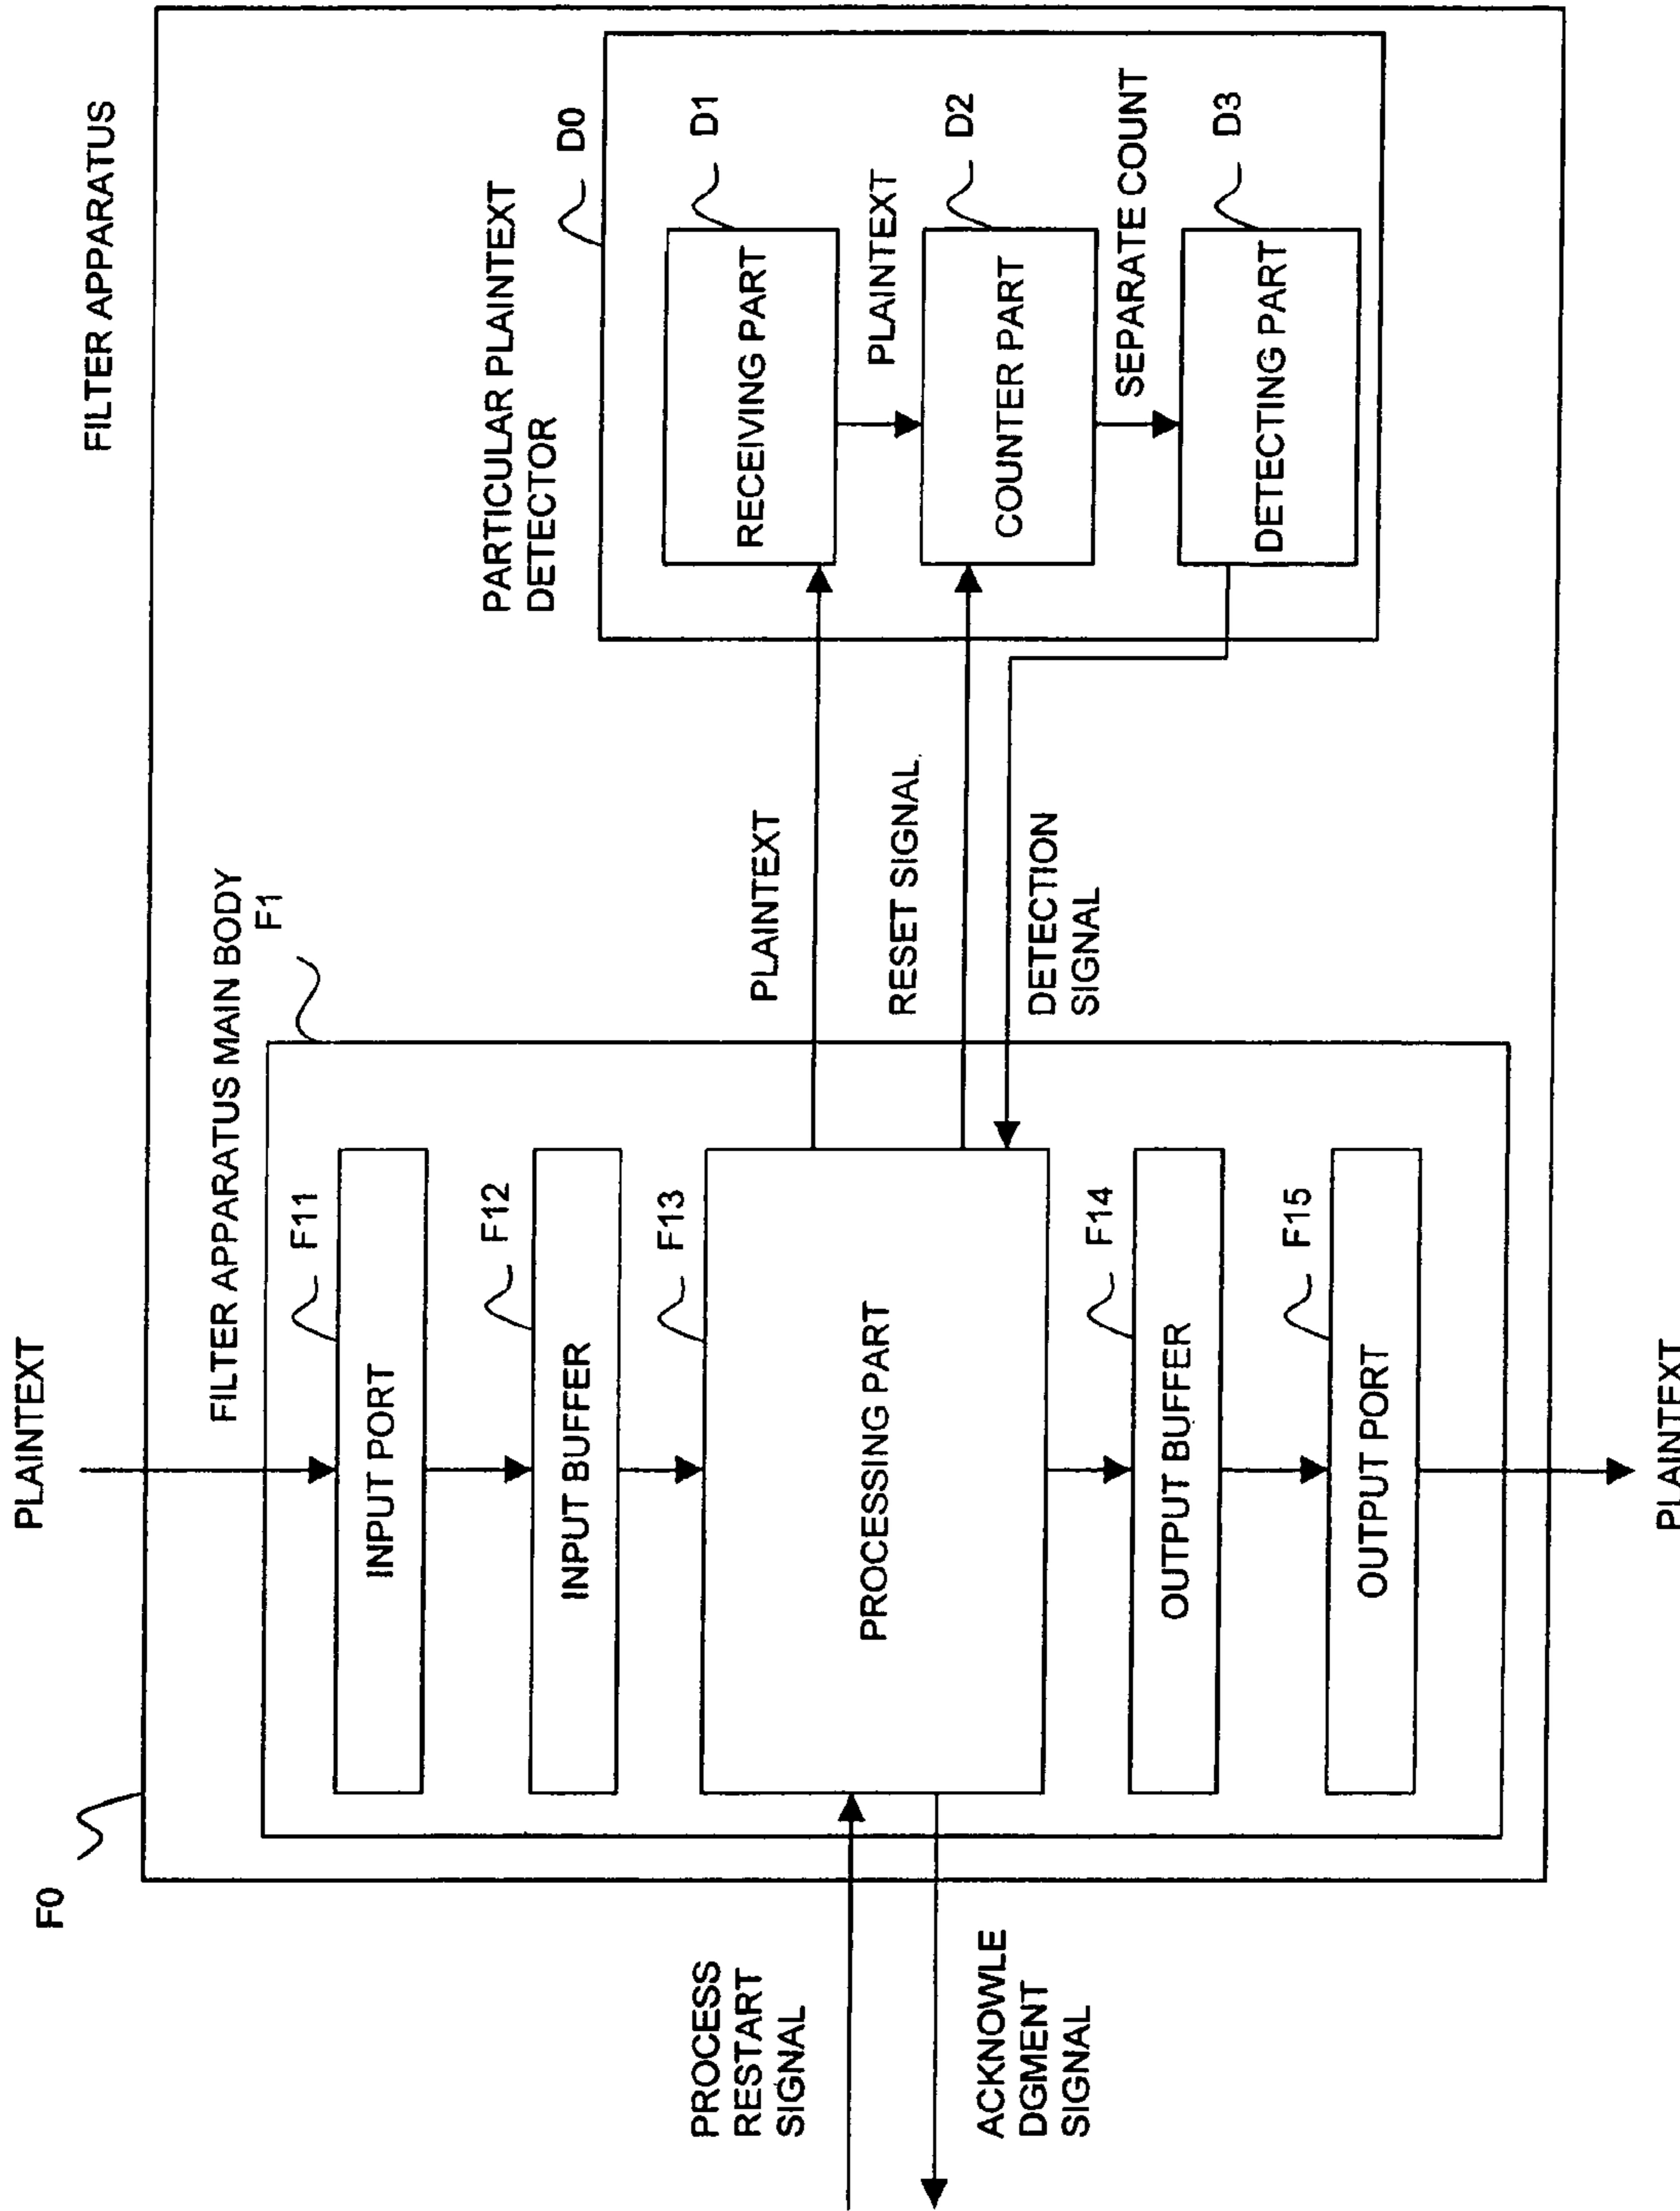 FILTER APPARATUS
F0
PLAINTEXT
FILTER APPARATUS MAIN BODY
F1
F11
INPUT PORT
F12
INPUT BUFFER
F13
PROCESSING PART
F14
OUTPUT BUFFER
F15
OUTPUT PORT
PLAINTEXT
PROCESS
RESTART
SIGNAL
ACKNOWLE
DGMENT
SIGNAL
PLAINTEXT
RESET SIGNAL
DETECTION
SIGNAL
PARTICULAR PLAINTEXT
DETECTOR
D0
D1
RECEIVING PART
PLAINTEXT
D2
COUNTER PART
SEPARATE COUNT
D3
DETECTING PART